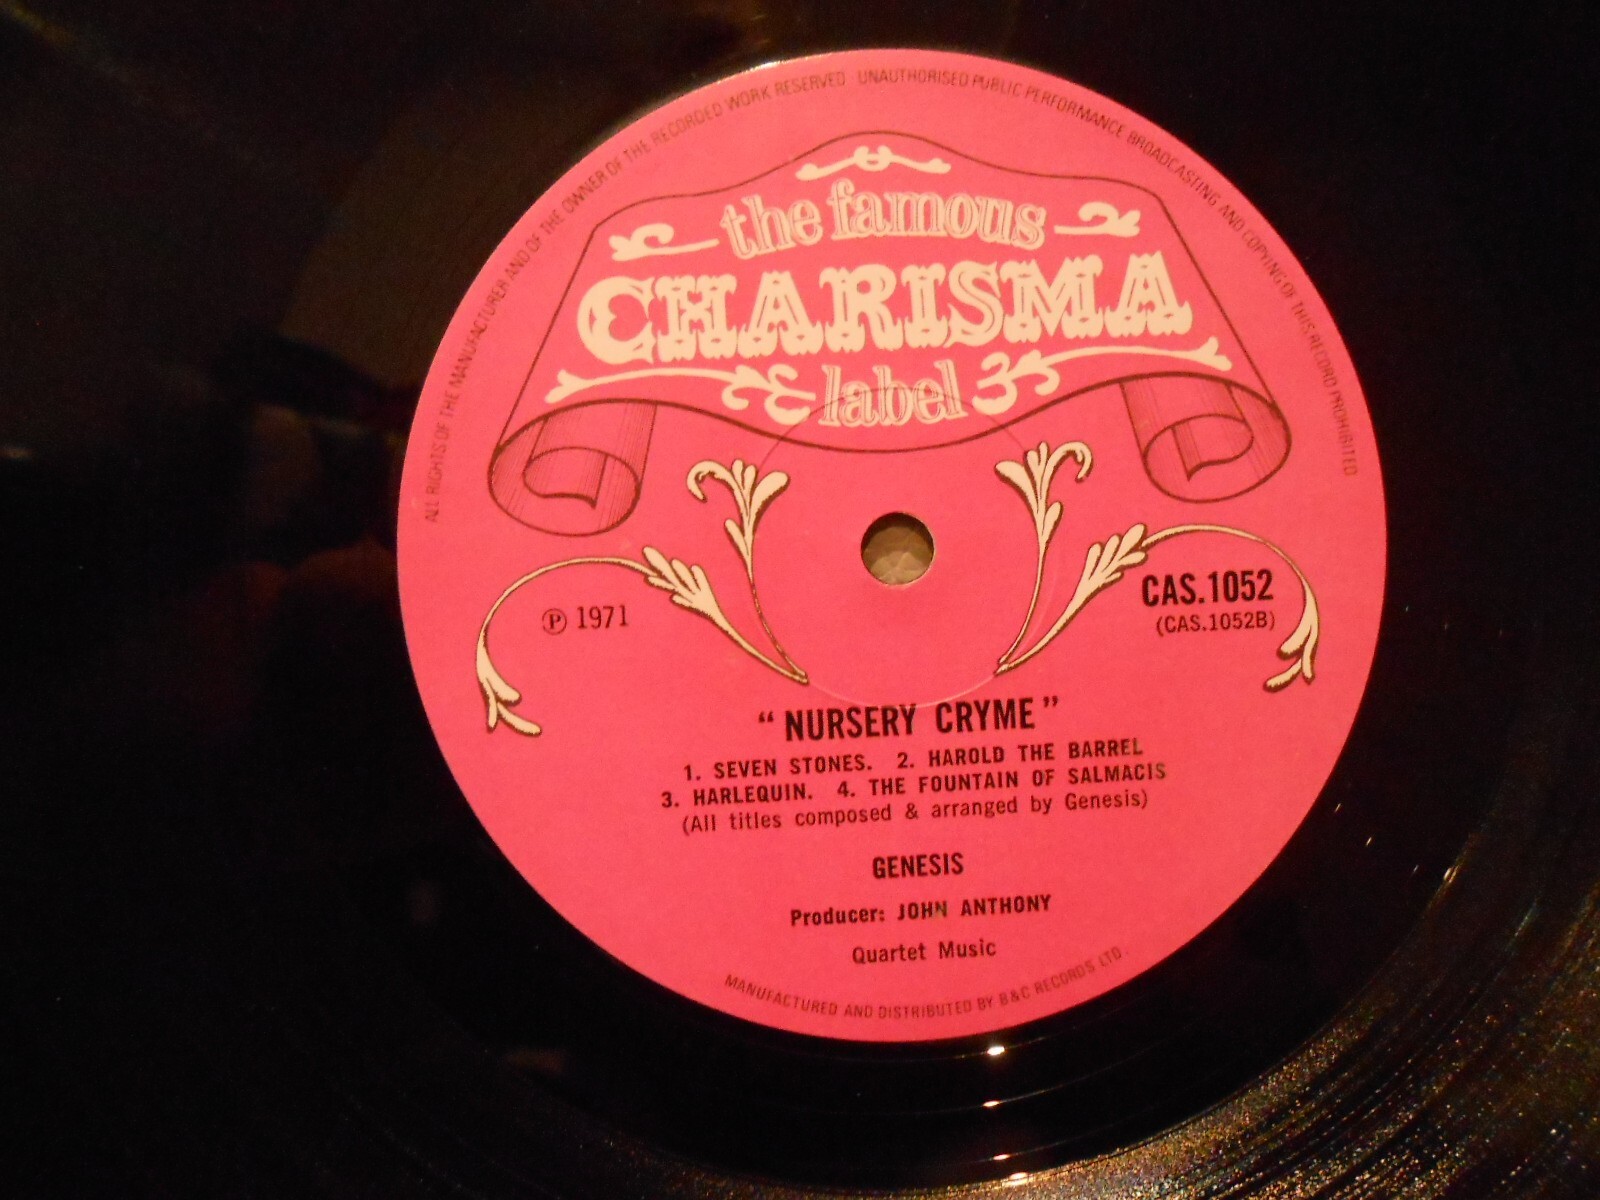 ALL RIGHTS OF THE MANUFACTURER AND OF THE OWNER OF THE RECORDED WORK RESERVED · UNAUTHORISED PUBLIC PERFORMANCE BROADCASTING AND COPYING OF THIS RECORD PROHIBITED
the famous
CHARISMA
label
℗ 1971
CAS.1052
(CAS.1052B)
“NURSERY CRYME”
1. SEVEN STONES. 2. HAROLD THE BARREL
3. HARLEQUIN. 4. THE FOUNTAIN OF SALMACIS
(All titles composed & arranged by Genesis)
GENESIS
Producer: JOHN ANTHONY
Quartet Music
MANUFACTURED AND DISTRIBUTED BY B&C RECORDS LTD.